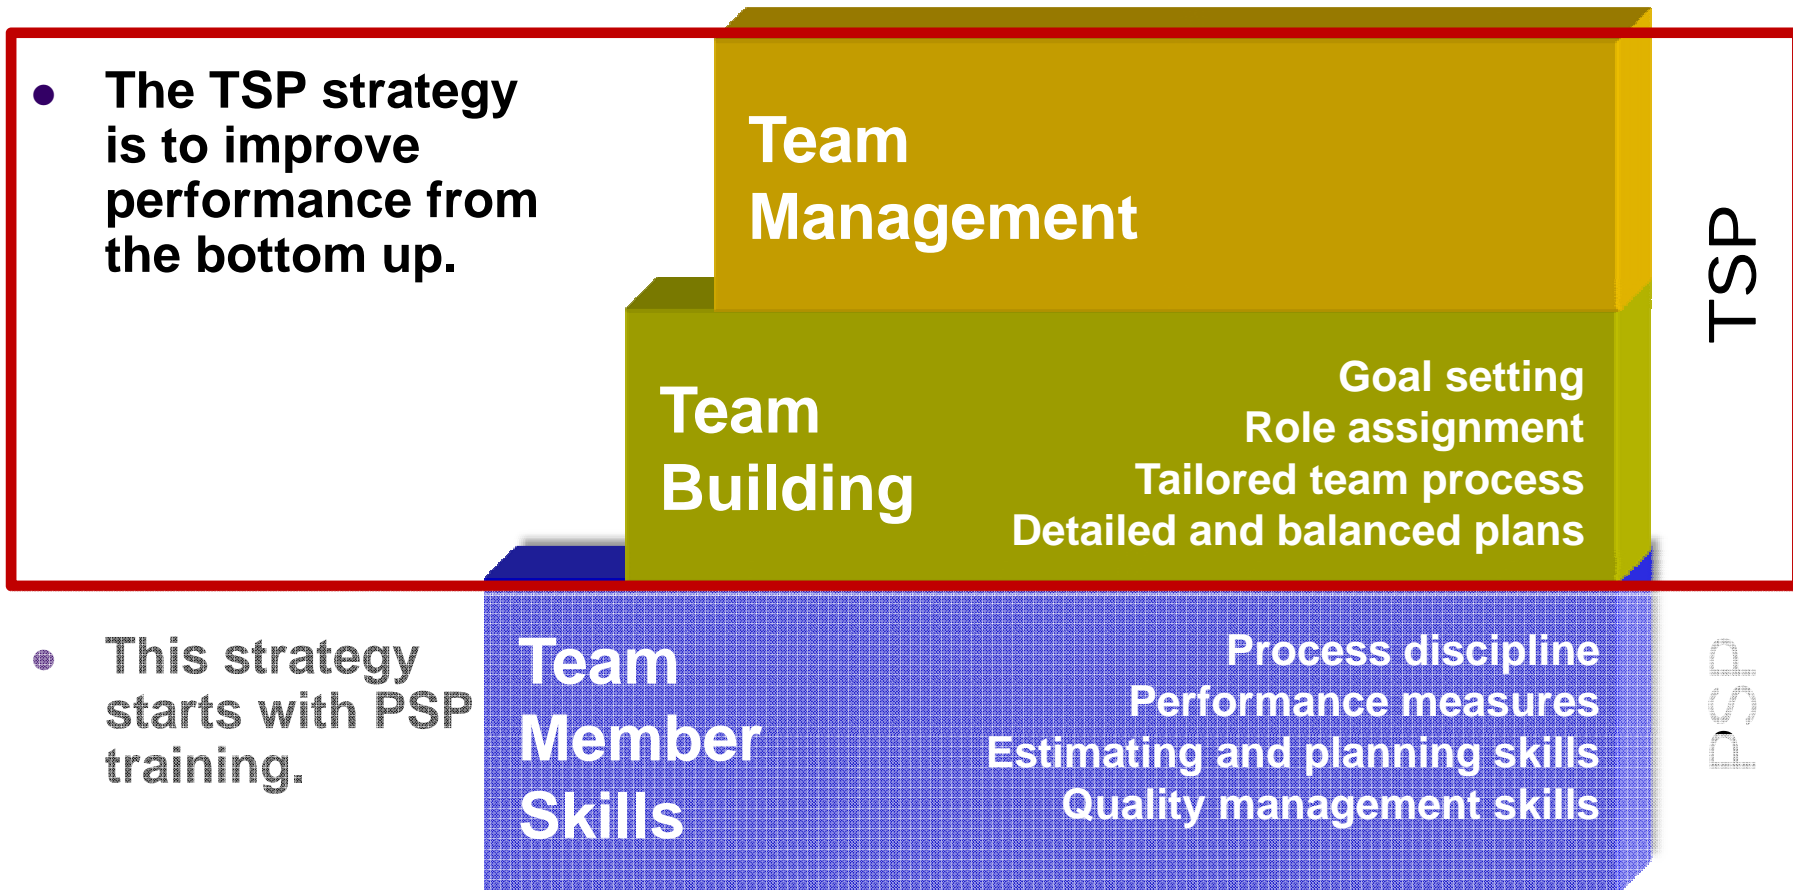 The TSP strategy
is to improve
performance from
the bottom up.
Team
Management
TSP
Team
Building
Goal setting
Role assignment
Tailored team process
Detailed and balanced plans
This strategy
starts with PSP
training.
Team
Member
Skills
Process discipline
Performance measures
Estimating and planning skills
Quality management skills
PSP